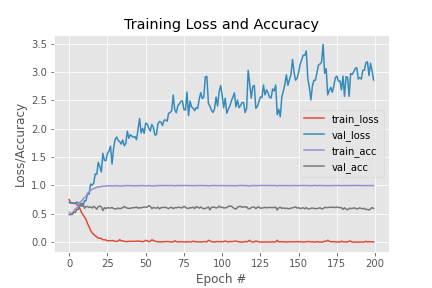 Training Loss and Accuracy
3.5
3.0
2.5
2.0
1.5
1.0
0.5
0.0
Loss/Accuracy
train_loss
val_loss
train_acc
val_acc
0 25 50 75 100 125 150 175 200
Epoch #